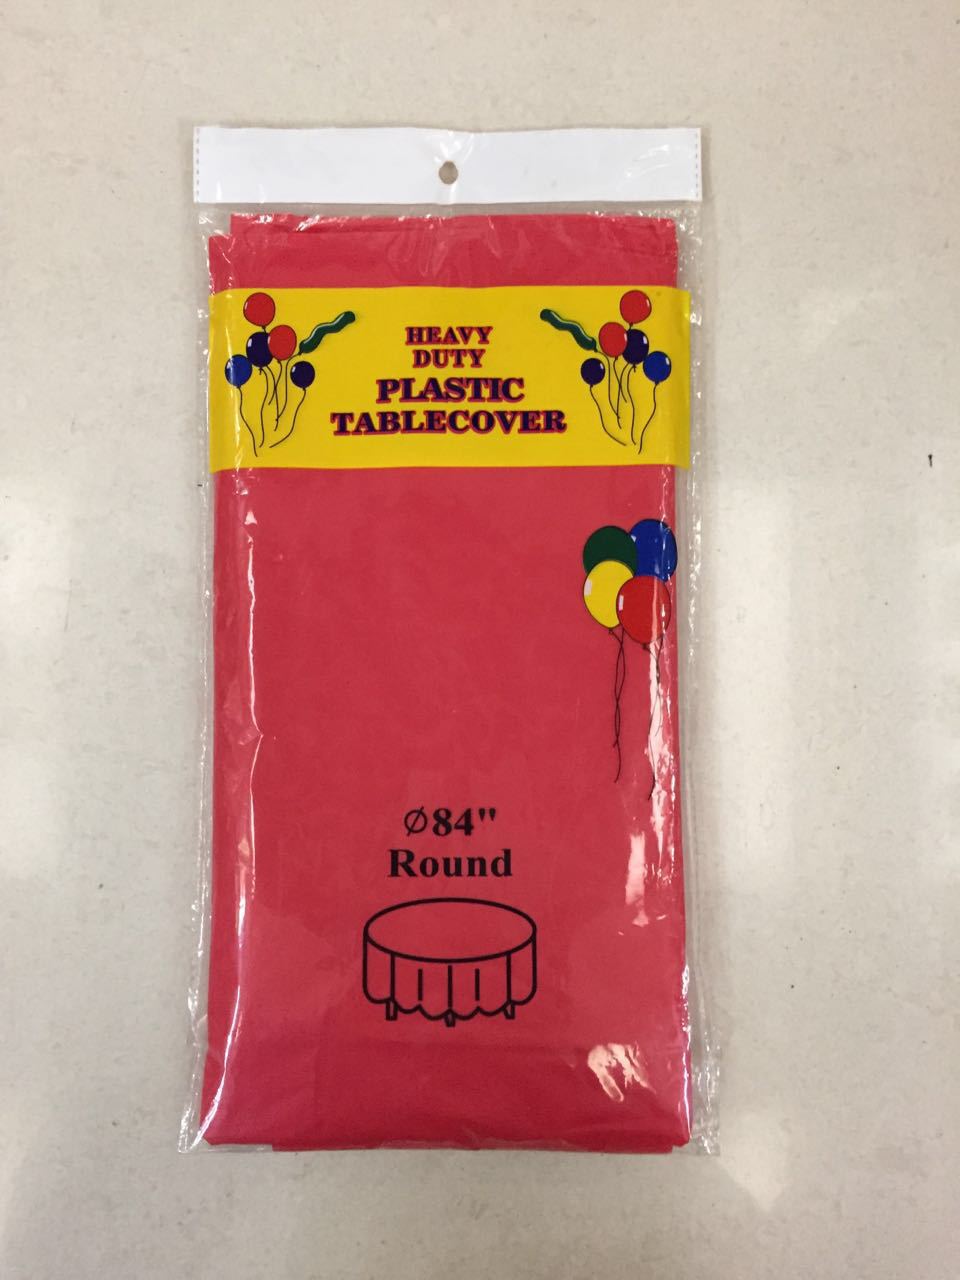 HEAVY
DUTY
PLASTIC
TABLECOVER
Ø84"
Round